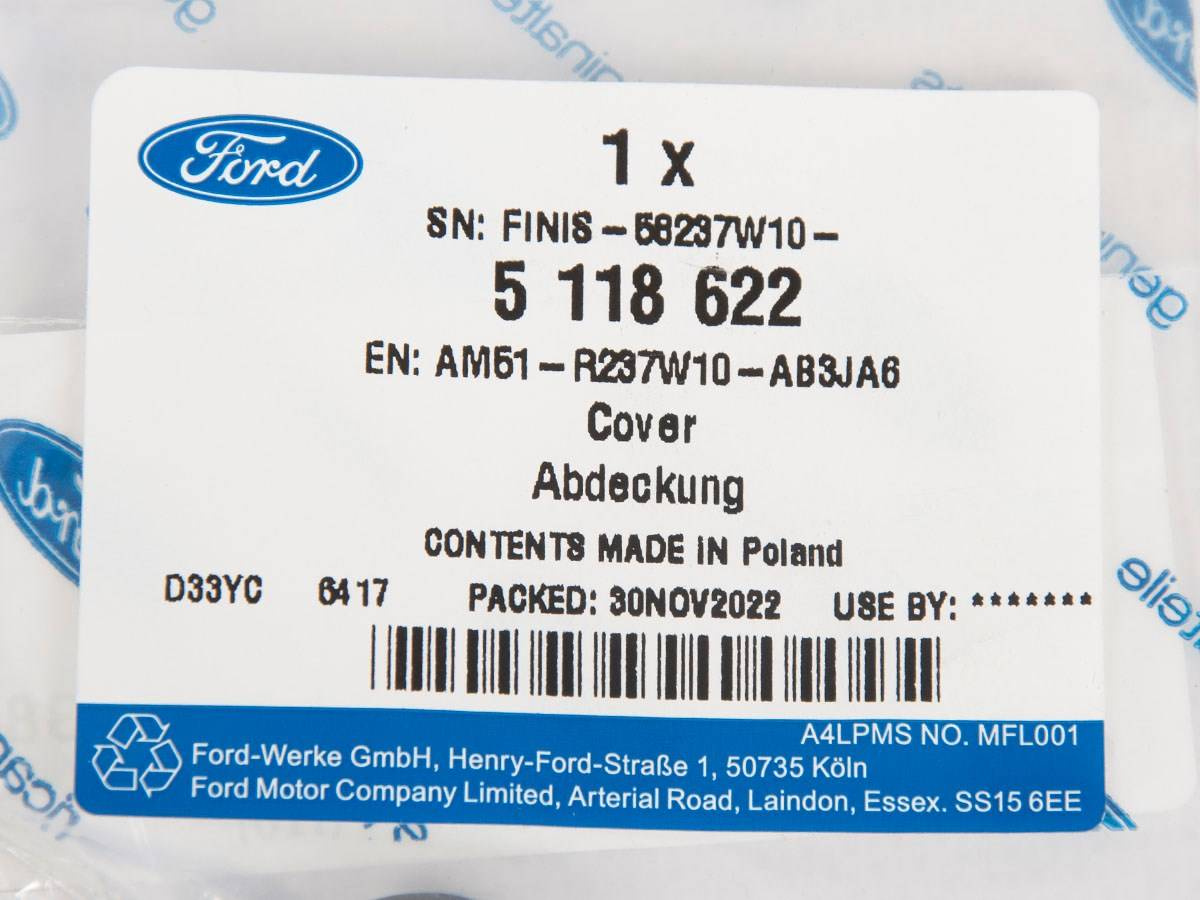 Ford
1 x
SN: FINIS-58237W10-
5 118 622
EN: AM51-R237W10-AB3JA6
Cover
Abdeckung
CONTENTS MADE IN Poland
D33YC 6417 PACKED: 30NOV2022 USE BY: *******
A4LPMS NO. MFL001
Ford-Werke GmbH, Henry-Ford-Straße 1, 50735 Köln
Ford Motor Company Limited, Arterial Road, Laindon, Essex. SS15 6EE